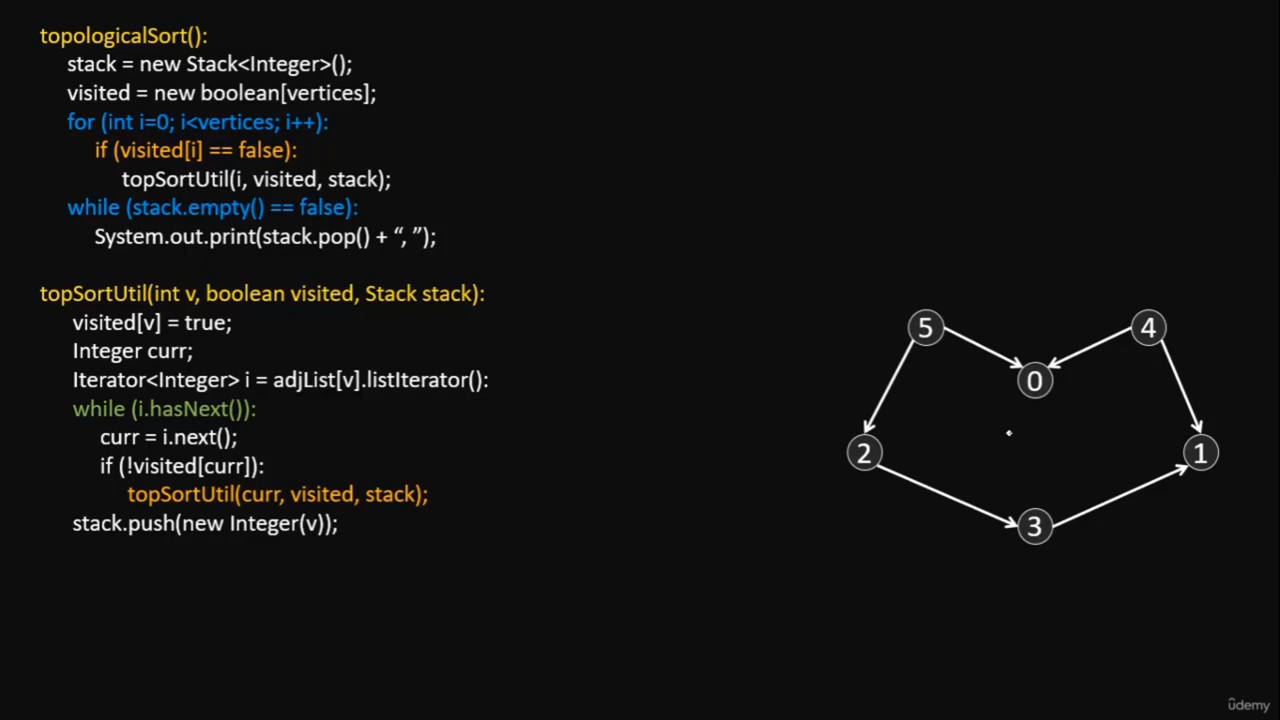 topologicalSort():
stack = new Stack<Integer>();
visited = new boolean[vertices];
for (int i=0; i<vertices; i++):
if (visited[i] == false):
topSortUtil(i, visited, stack);
while (stack.empty() == false):
System.out.print(stack.pop() + “, ”);
topSortUtil(int v, boolean visited, Stack stack):
visited[v] = true;
Integer curr;
Iterator<Integer> i = adjList[v].listIterator():
while (i.hasNext()):
curr = i.next();
if (!visited[curr]):
topSortUtil(curr, visited, stack);
stack.push(new Integer(v));
5
4
0
2
1
3
ûdemy